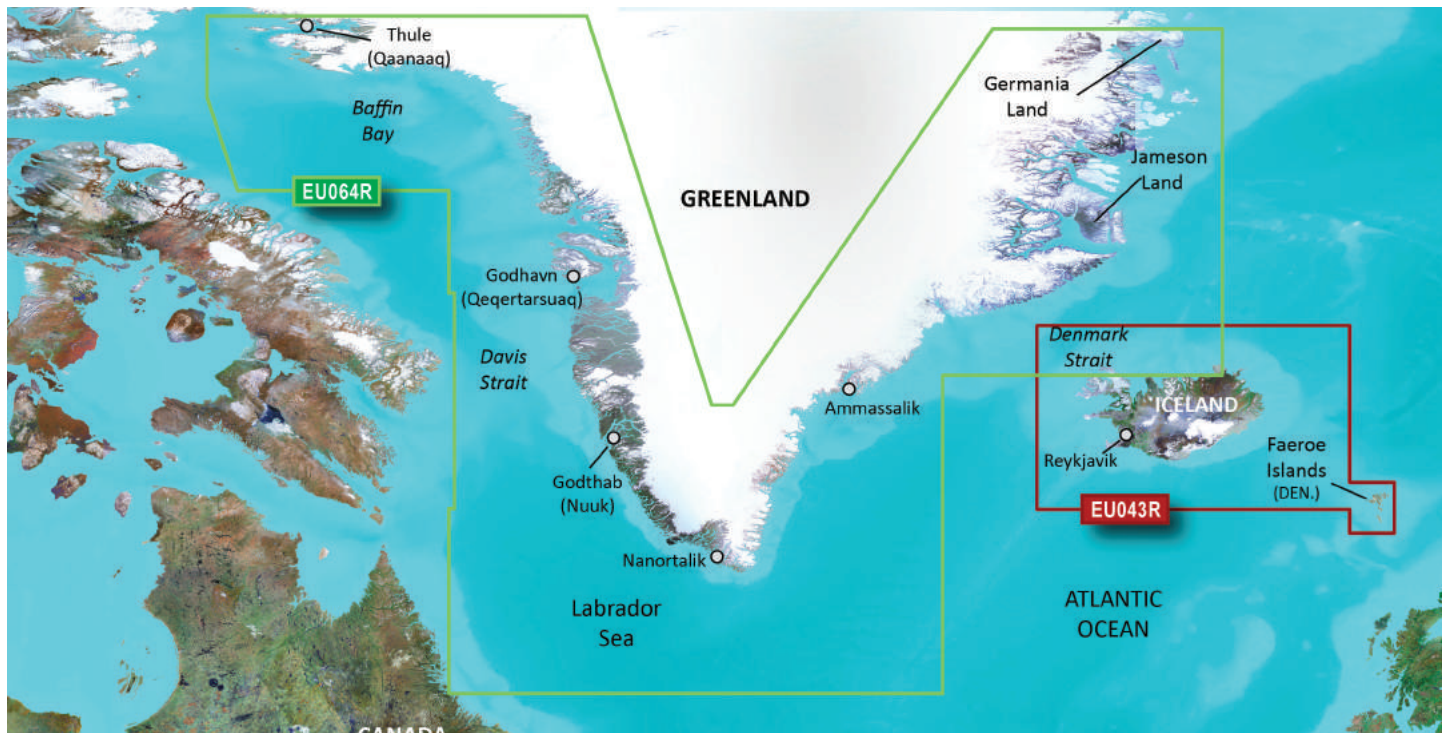 Thule
(Qaanaaq)
Baffin
Bay
EU064R
Godhavn
(Qeqertarsuaq)
Davis
Strait
Godthab
(Nuuk)
Nanortalik
Labrador
Sea
GREENLAND
Ammassalik
Germania
Land
Jameson
Land
Denmark
Strait
ICELAND
Reykjavik
Faeroe
Islands
(DEN.)
EU043R
ATLANTIC
OCEAN
CANADA